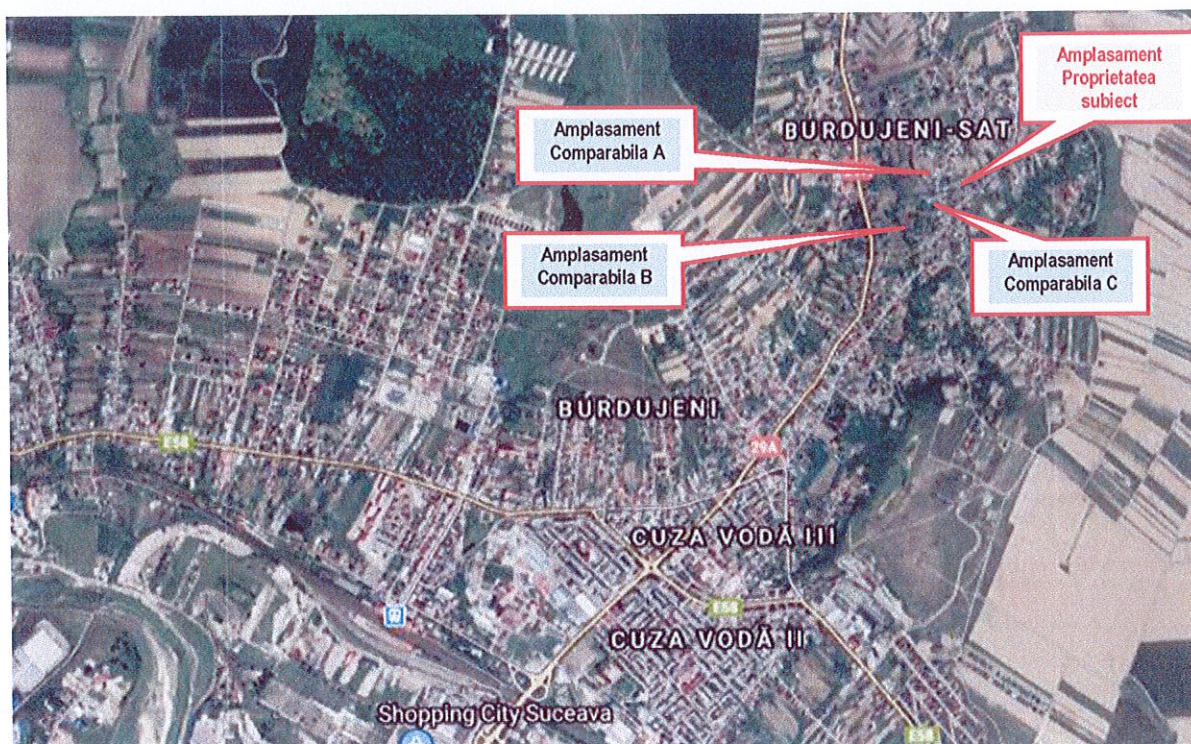 Amplasament
Proprietatea
subiect
Amplasament
Comparabila A
BURDUJENI-SAT
Amplasament
Comparabila B
Amplasament
Comparabila C
BURDUJENI
E58
29A
CUZA VODĂ III
E58
CUZA VODĂ II
Shopping City Suceava
E58